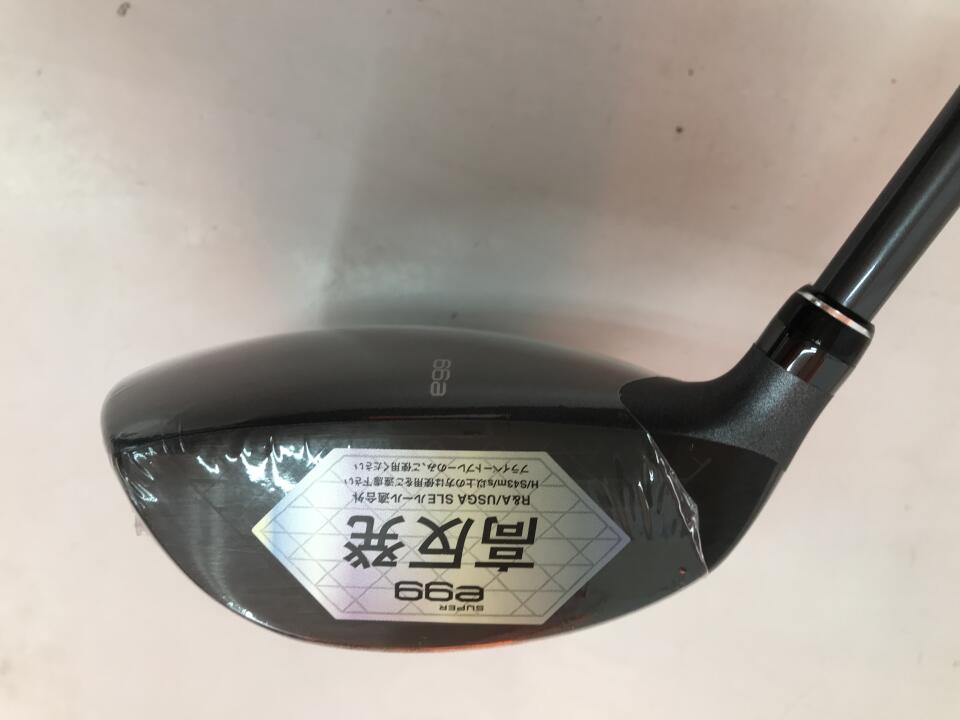 egg
SUPER
egg
高反発
R&A/USGA SLEルール適合外
H/S43m/s以上の方は使用をご遠慮下さい
プライベートプレーのみ、ご使用ください